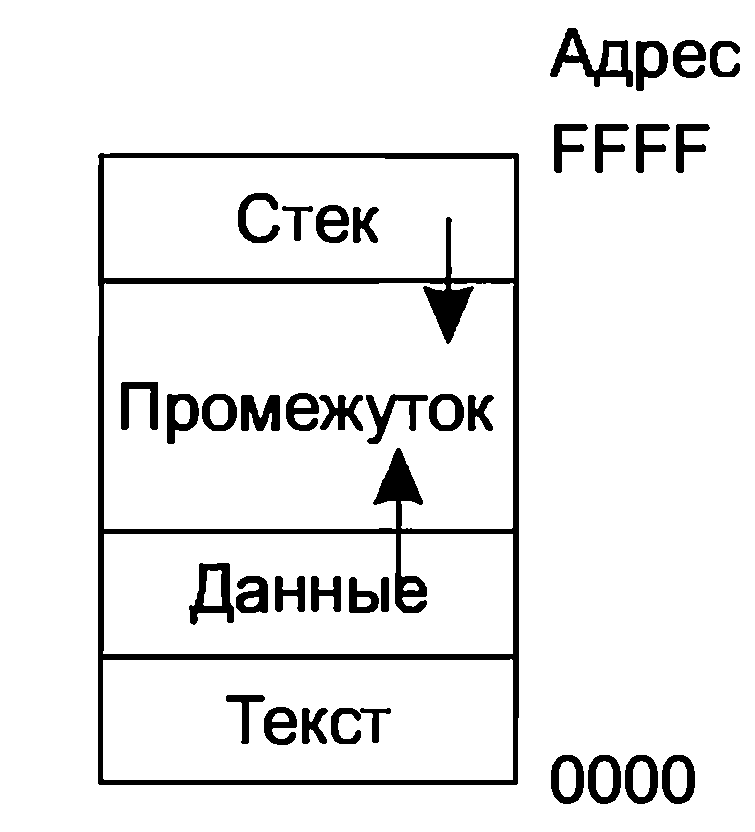 Адрес
FFFF
Стек
Промежуток
Данные
Текст
0000